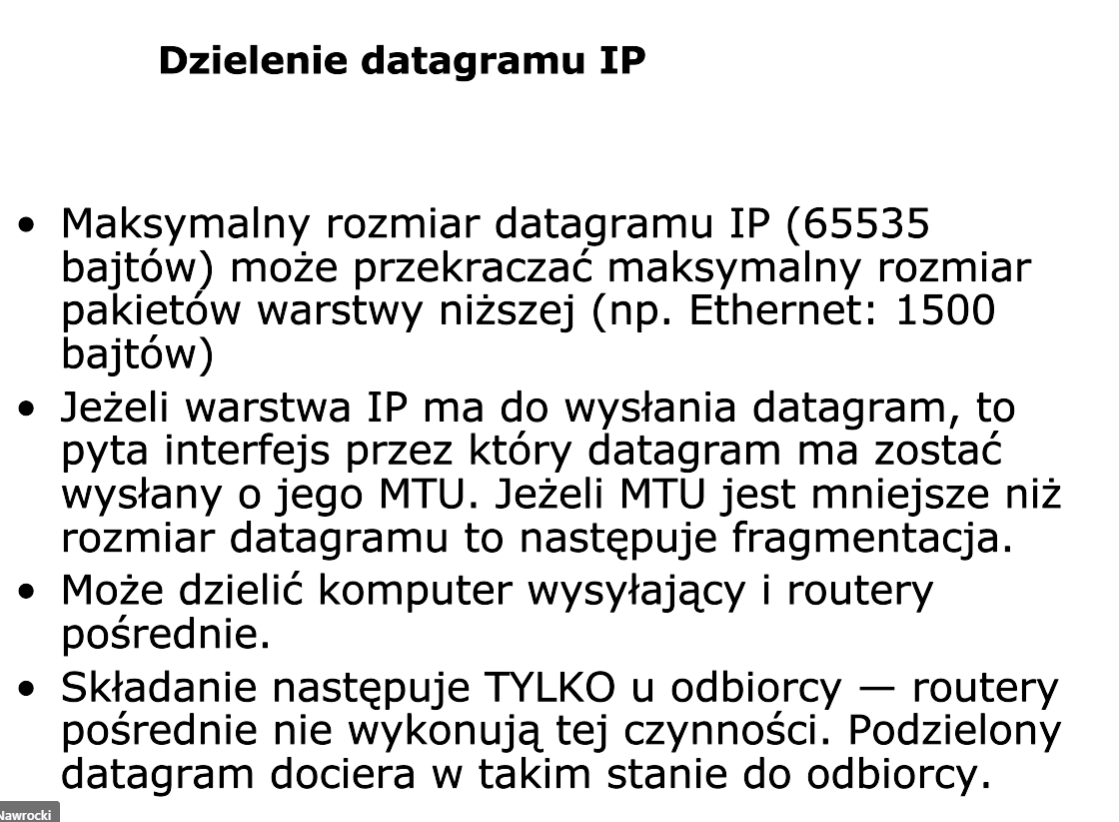 Dzielenie datagramu IP
• Maksymalny rozmiar datagramu IP (65535
bajtów) może przekraczać maksymalny rozmiar
pakietów warstwy niższej (np. Ethernet: 1500
bajtów)
• Jeżeli warstwa IP ma do wysłania datagram, to
pyta interfejs przez który datagram ma zostać
wysłany o jego MTU. Jeżeli MTU jest mniejsze niż
rozmiar datagramu to następuje fragmentacja.
• Może dzielić komputer wysyłający i routery
pośrednie.
• Składanie następuje TYLKO u odbiorcy — routery
pośrednie nie wykonują tej czynności. Podzielony
datagram dociera w takim stanie do odbiorcy.
Nawrocki